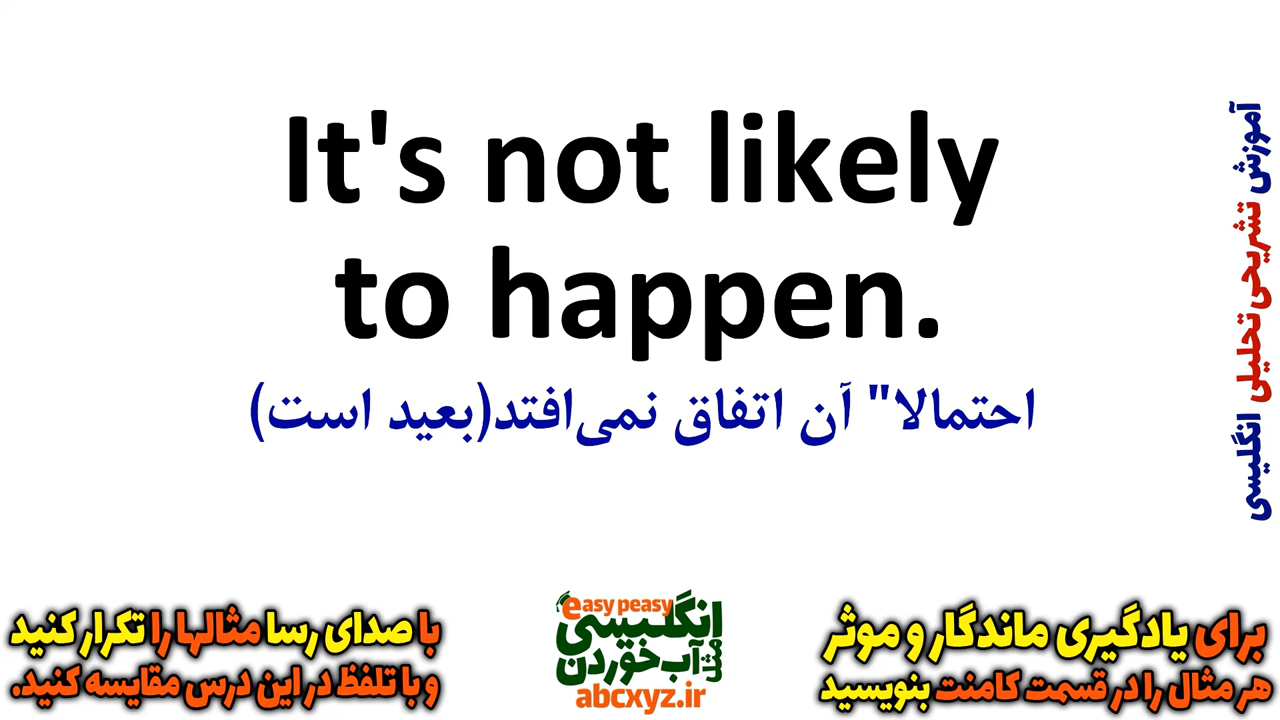 It's not likely
to happen.
احتمالا" آن اتفاق نمی‌افتد(بعید است)
آموزش تشریحی تحلیلی انگلیسی
با صدای رسا مثالها را تکرار کنید
و با تلفظ در این درس مقایسه کنید.
easy peasy
انگلیسی
مثل آب خوردن
abcxyz.ir
برای یادگیری ماندگار و موثر
هر مثال را در قسمت کامنت بنویسید